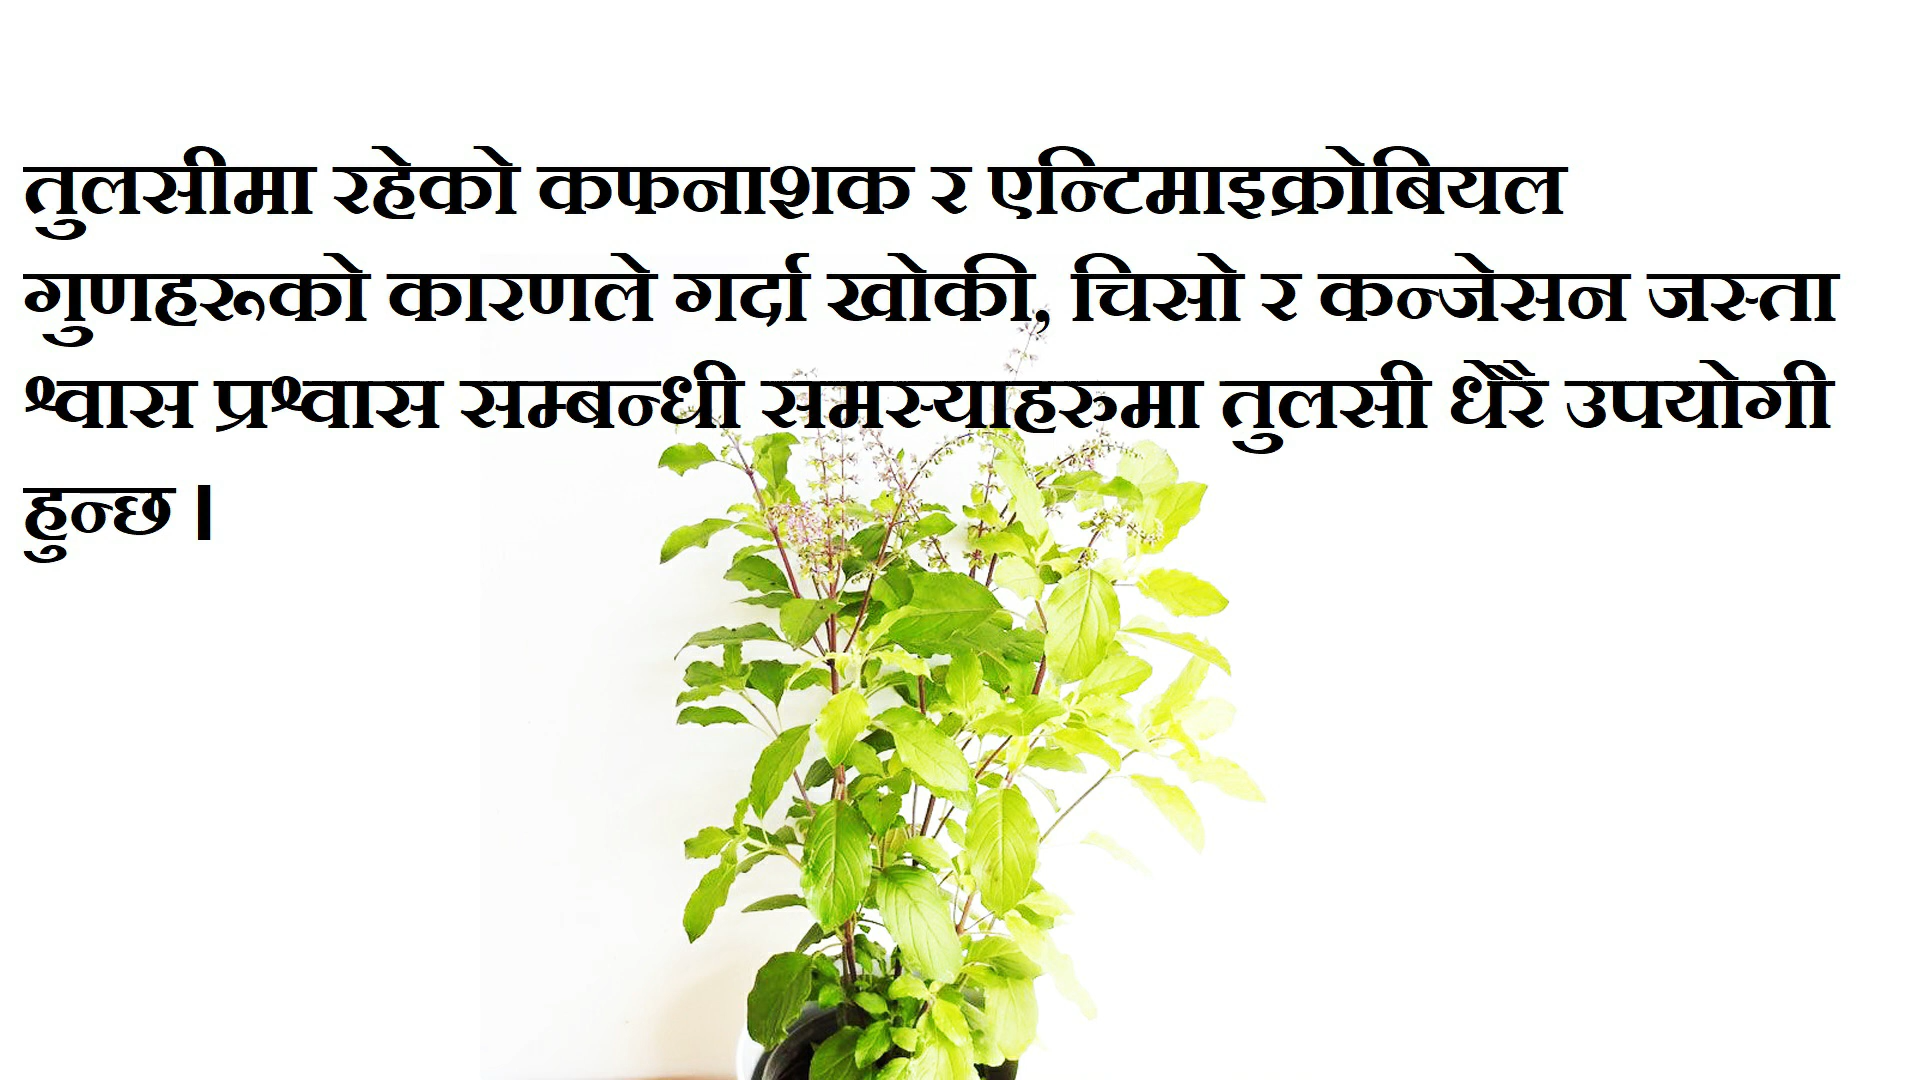 तुलसीमा रहेको कफनाशक र एन्टिमाइक्रोबियल
गुणहरूको कारणले गर्दा खोकी, चिसो र कन्जेसन जस्ता
श्वास प्रश्वास सम्बन्धी समस्याहरुमा तुलसी धेरै उपयोगी
हुन्छ ।